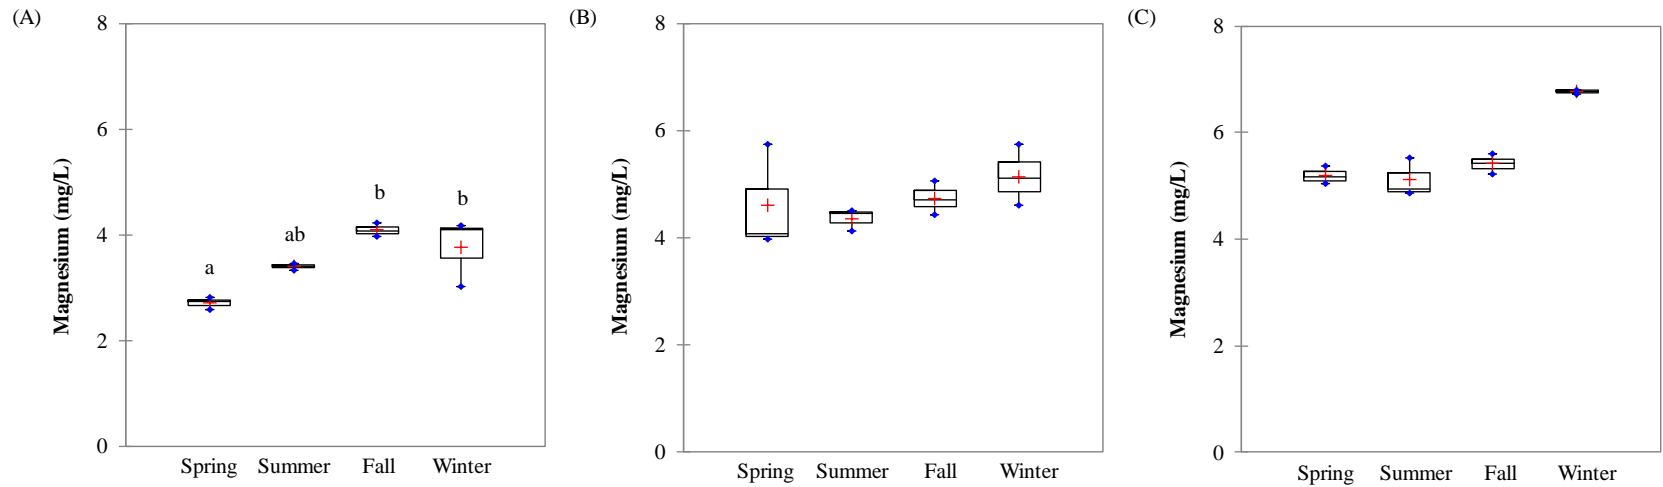 (A)
Magnesium (mg/L)
8
6
4
2
0
a
ab
b
b
Spring Summer Fall Winter
(B)
Magnesium (mg/L)
8
6
4
2
0
Spring Summer Fall Winter
(C)
Magnesium (mg/L)
8
6
4
2
0
Spring Summer Fall Winter